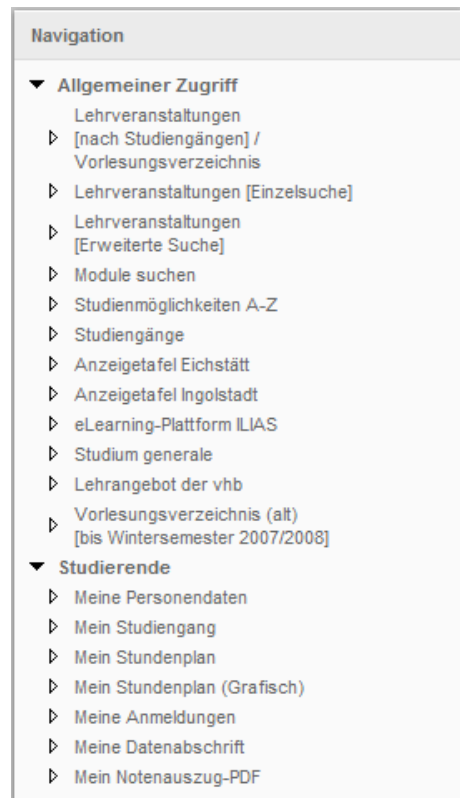 Navigation
Allgemeiner Zugriff
Lehrveranstaltungen
[nach Studiengängen] /
Vorlesungsverzeichnis
Lehrveranstaltungen [Einzelsuche]
Lehrveranstaltungen
[Erweiterte Suche]
Module suchen
Studienmöglichkeiten A-Z
Studiengänge
Anzeigetafel Eichstätt
Anzeigetafel Ingolstadt
eLearning-Plattform ILIAS
Studium generale
Lehrangebot der vhb
Vorlesungsverzeichnis (alt)
[bis Wintersemester 2007/2008]
Studierende
Meine Personendaten
Mein Studiengang
Mein Stundenplan
Mein Stundenplan (Grafisch)
Meine Anmeldungen
Meine Datenabschrift
Mein Notenauszug-PDF